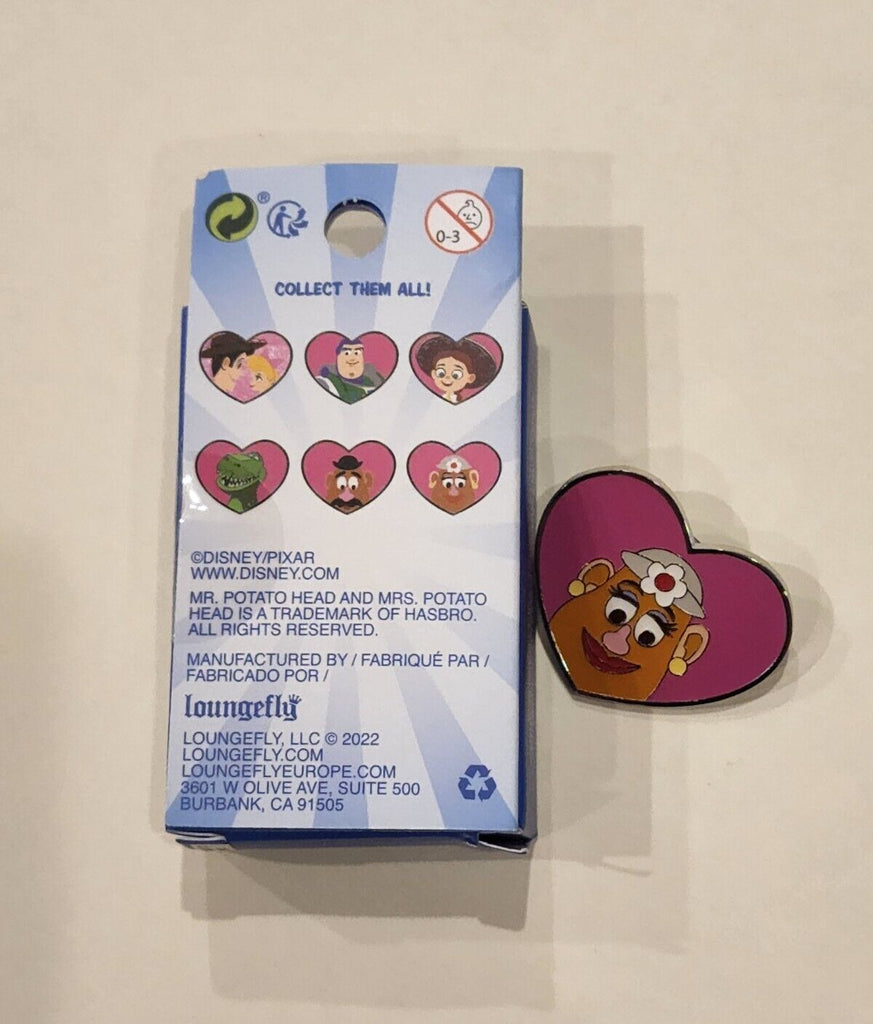 ®
0-3
COLLECT THEM ALL!
©DISNEY/PIXAR
WWW.DISNEY.COM
MR. POTATO HEAD AND MRS. POTATO
HEAD IS A TRADEMARK OF HASBRO.
ALL RIGHTS RESERVED.
MANUFACTURED BY / FABRIQUÉ PAR /
FABRICADO POR /
loungefly
LOUNGEFLY, LLC © 2022
LOUNGEFLY.COM
LOUNGEFLYEUROPE.COM
3601 W OLIVE AVE, SUITE 500
BURBANK, CA 91505